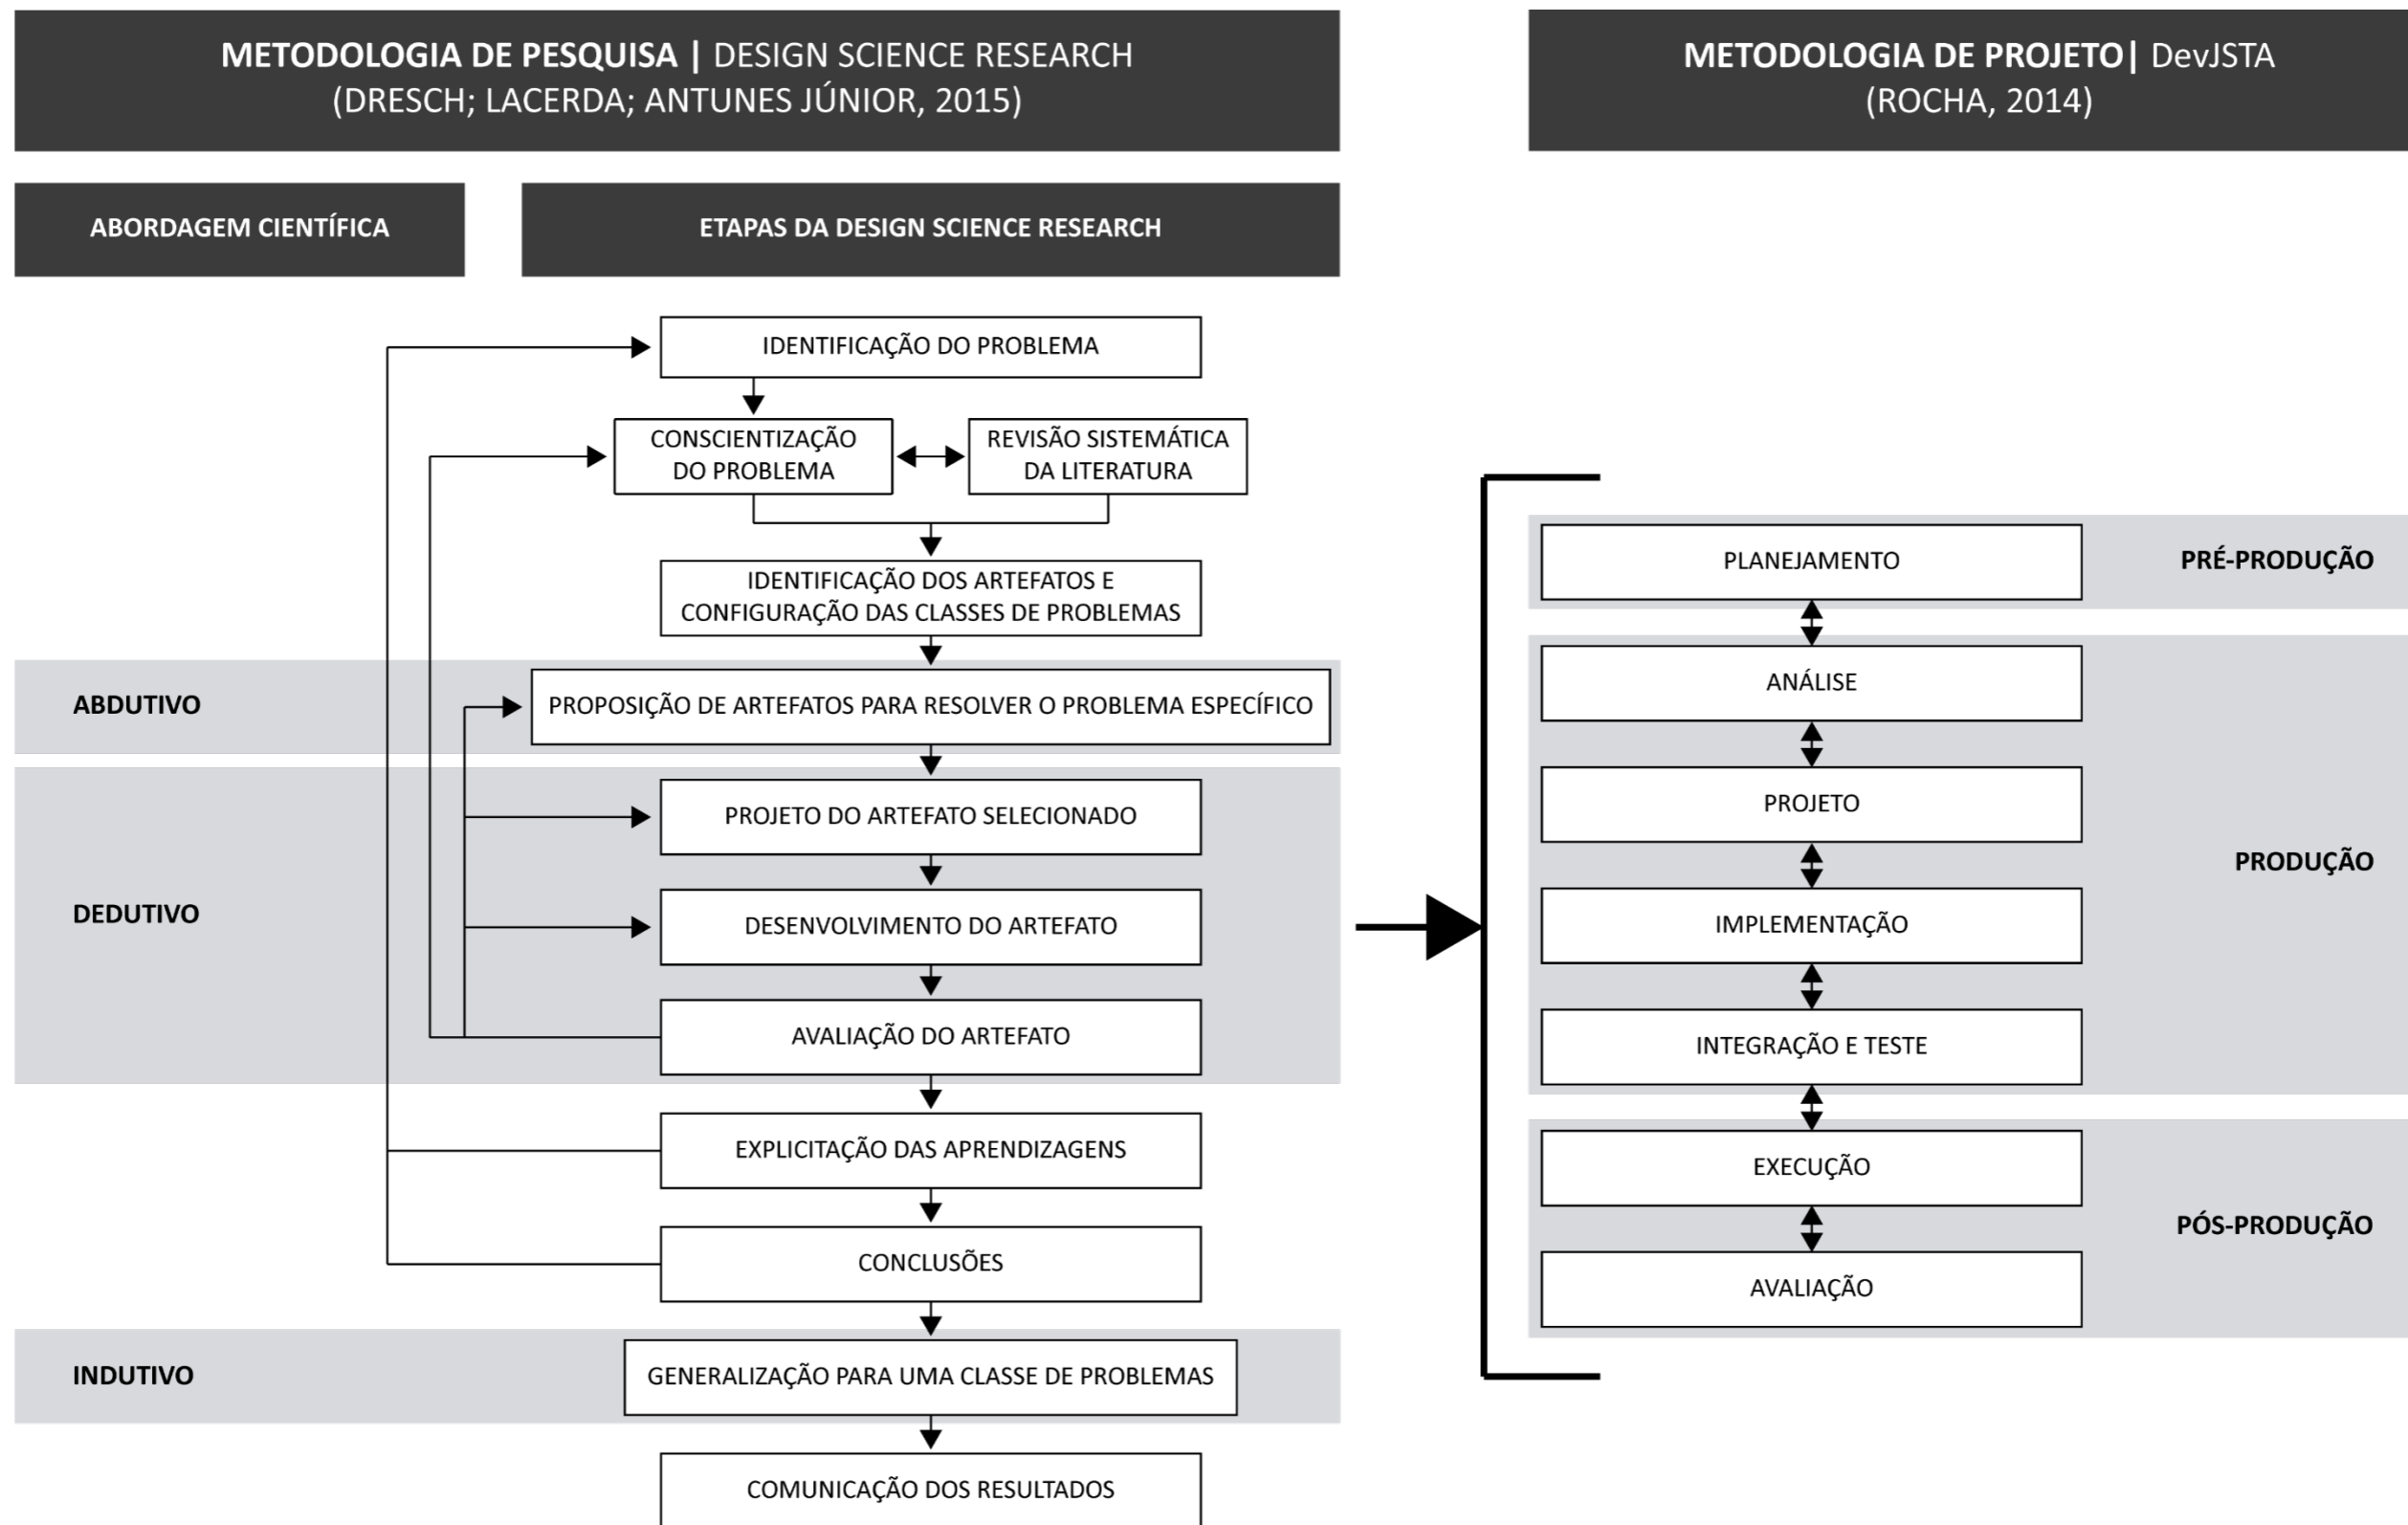 METODOLOGIA DE PESQUISA | DESIGN SCIENCE RESEARCH
(DRESCH; LACERDA; ANTUNES JÚNIOR, 2015)
ABORDAGEM CIENTÍFICA
ETAPAS DA DESIGN SCIENCE RESEARCH
IDENTIFICAÇÃO DO PROBLEMA
CONSCIENTIZAÇÃO
DO PROBLEMA
REVISÃO SISTEMÁTICA
DA LITERATURA
IDENTIFICAÇÃO DOS ARTEFATOS E
CONFIGURAÇÃO DAS CLASSES DE PROBLEMAS
ABDUTIVO
PROPOSIÇÃO DE ARTEFATOS PARA RESOLVER O PROBLEMA ESPECÍFICO
DEDUTIVO
PROJETO DO ARTEFATO SELECIONADO
DESENVOLVIMENTO DO ARTEFATO
AVALIAÇÃO DO ARTEFATO
EXPLICITAÇÃO DAS APRENDIZAGENS
CONCLUSÕES
INDUTIVO
GENERALIZAÇÃO PARA UMA CLASSE DE PROBLEMAS
COMUNICAÇÃO DOS RESULTADOS
METODOLOGIA DE PROJETO| DevJSTA
(ROCHA, 2014)
PLANEJAMENTO
PRÉ-PRODUÇÃO
ANÁLISE
PROJETO
PRODUÇÃO
IMPLEMENTAÇÃO
INTEGRAÇÃO E TESTE
EXECUÇÃO
PÓS-PRODUÇÃO
AVALIAÇÃO